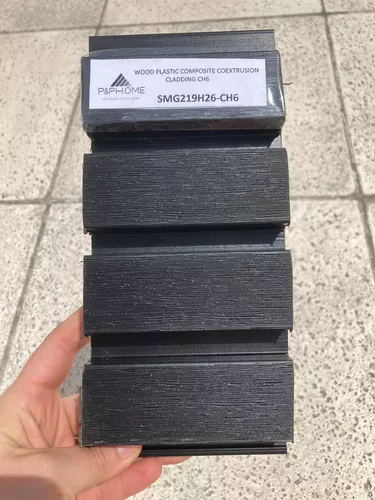 WOOD PLASTIC COMPOSITE COEXTRUSION
CLADDING CH6
P&PHOME
SMG219H26-CH6